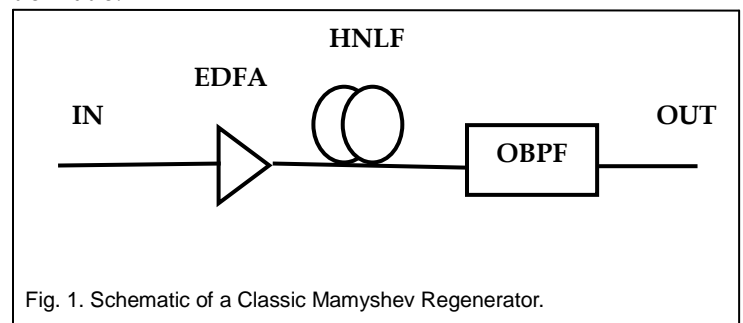 HNLF
EDFA
IN
OUT
OBPF
Fig. 1. Schematic of a Classic Mamyshev Regenerator.